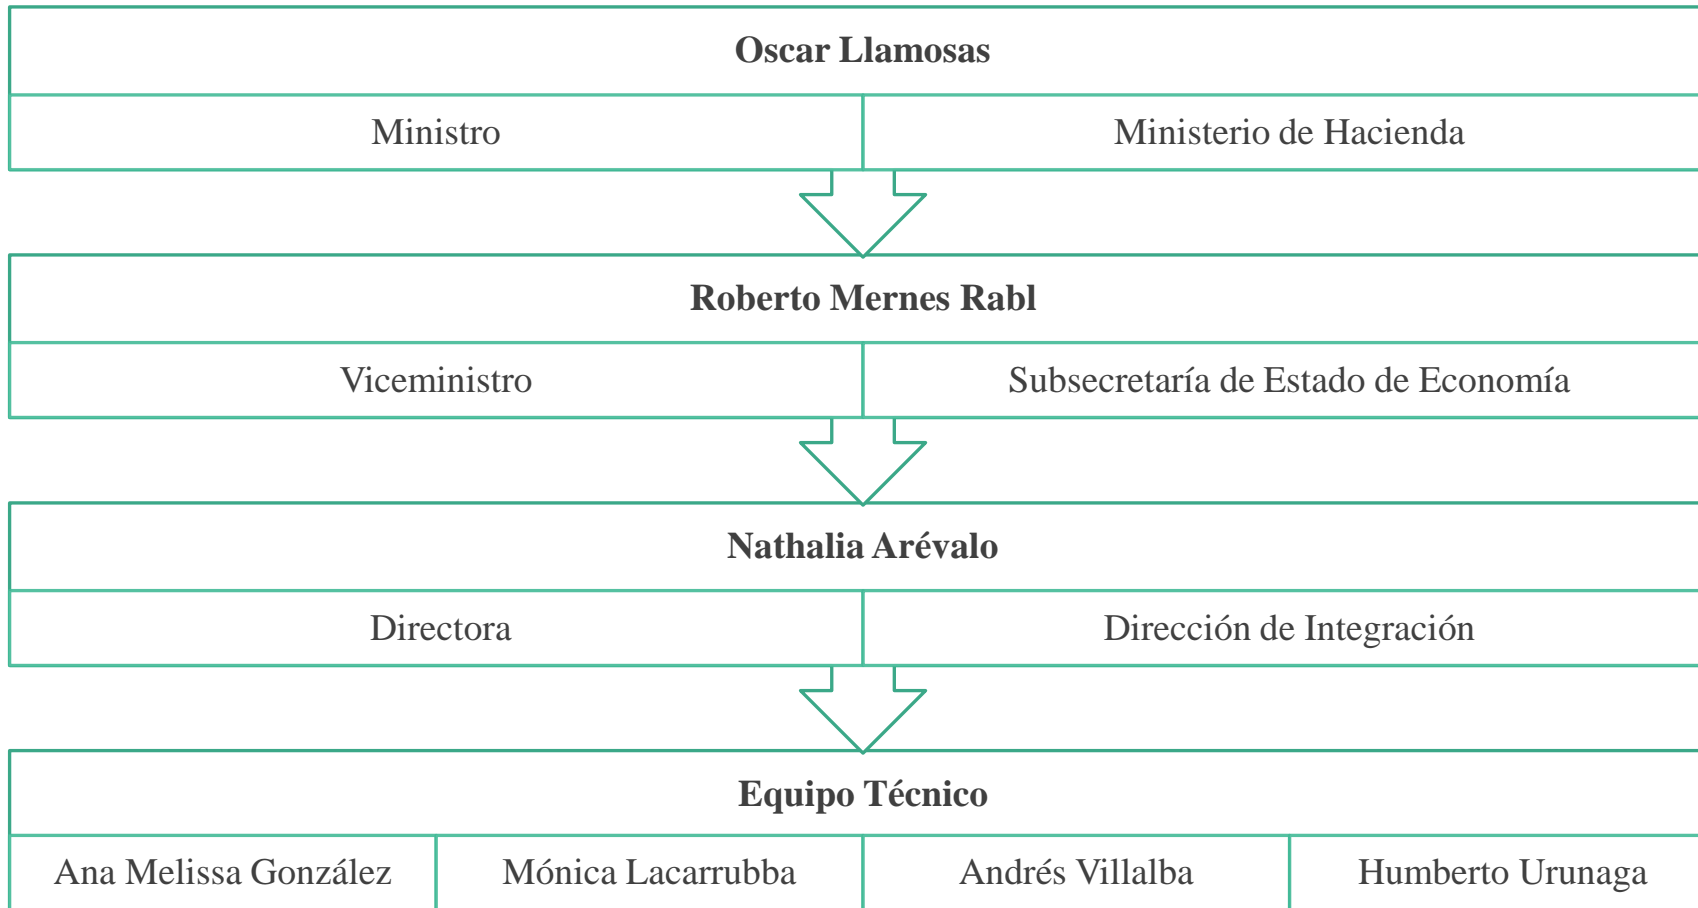 Oscar Llamosas
Ministro
Ministerio de Hacienda
Roberto Mernes Rabl
Viceministro
Subsecretaría de Estado de Economía
Nathalia Arévalo
Directora
Dirección de Integración
Equipo Técnico
Ana Melissa González
Mónica Lacarrubba
Andrés Villalba
Humberto Urunaga